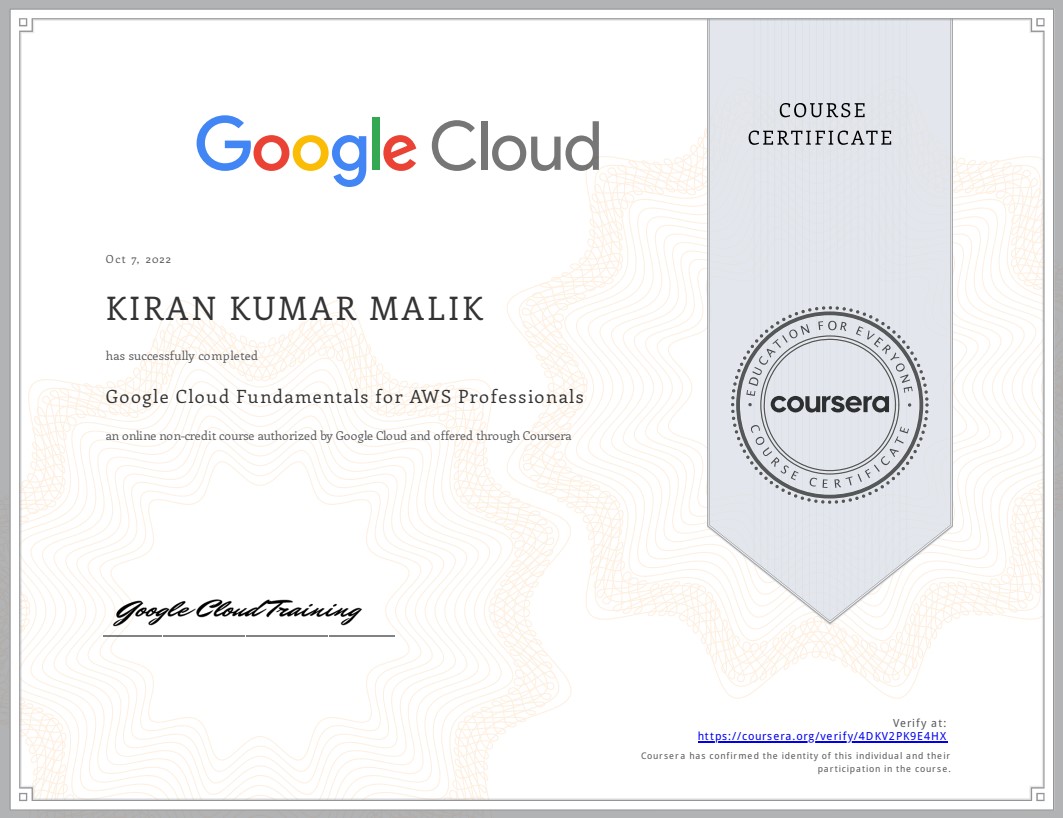 COURSE
CERTIFICATE
Google Cloud
Oct 7, 2022
KIRAN KUMAR MALIK
has successfully completed
Google Cloud Fundamentals for AWS Professionals
an online non-credit course authorized by Google Cloud and offered through Coursera
EDUCATION FOR EVERYONE
coursera
COURSE CERTIFICATE
Google Cloud Training
Verify at:
https://coursera.org/verify/4DKV2PK9E4HX
Coursera has confirmed the identity of this individual and their
participation in the course.